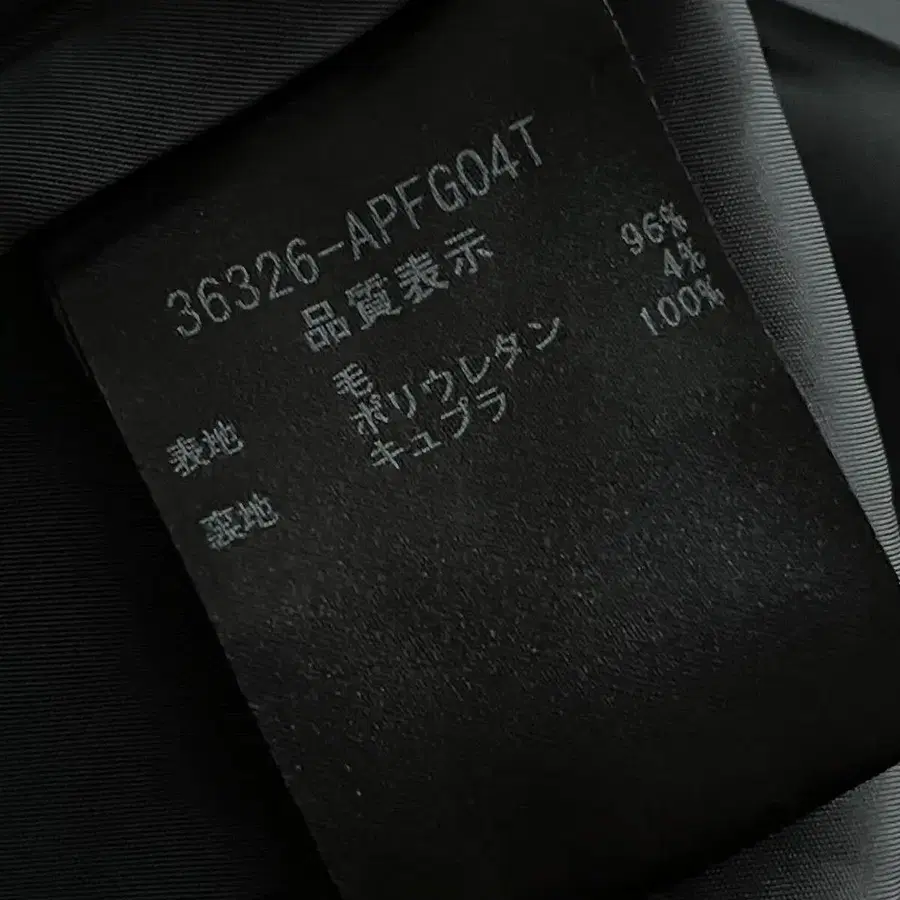 36326-APFG04T
品質表示
表地 毛 96%
ポリウレタン 4%
裏地 キュプラ 100%